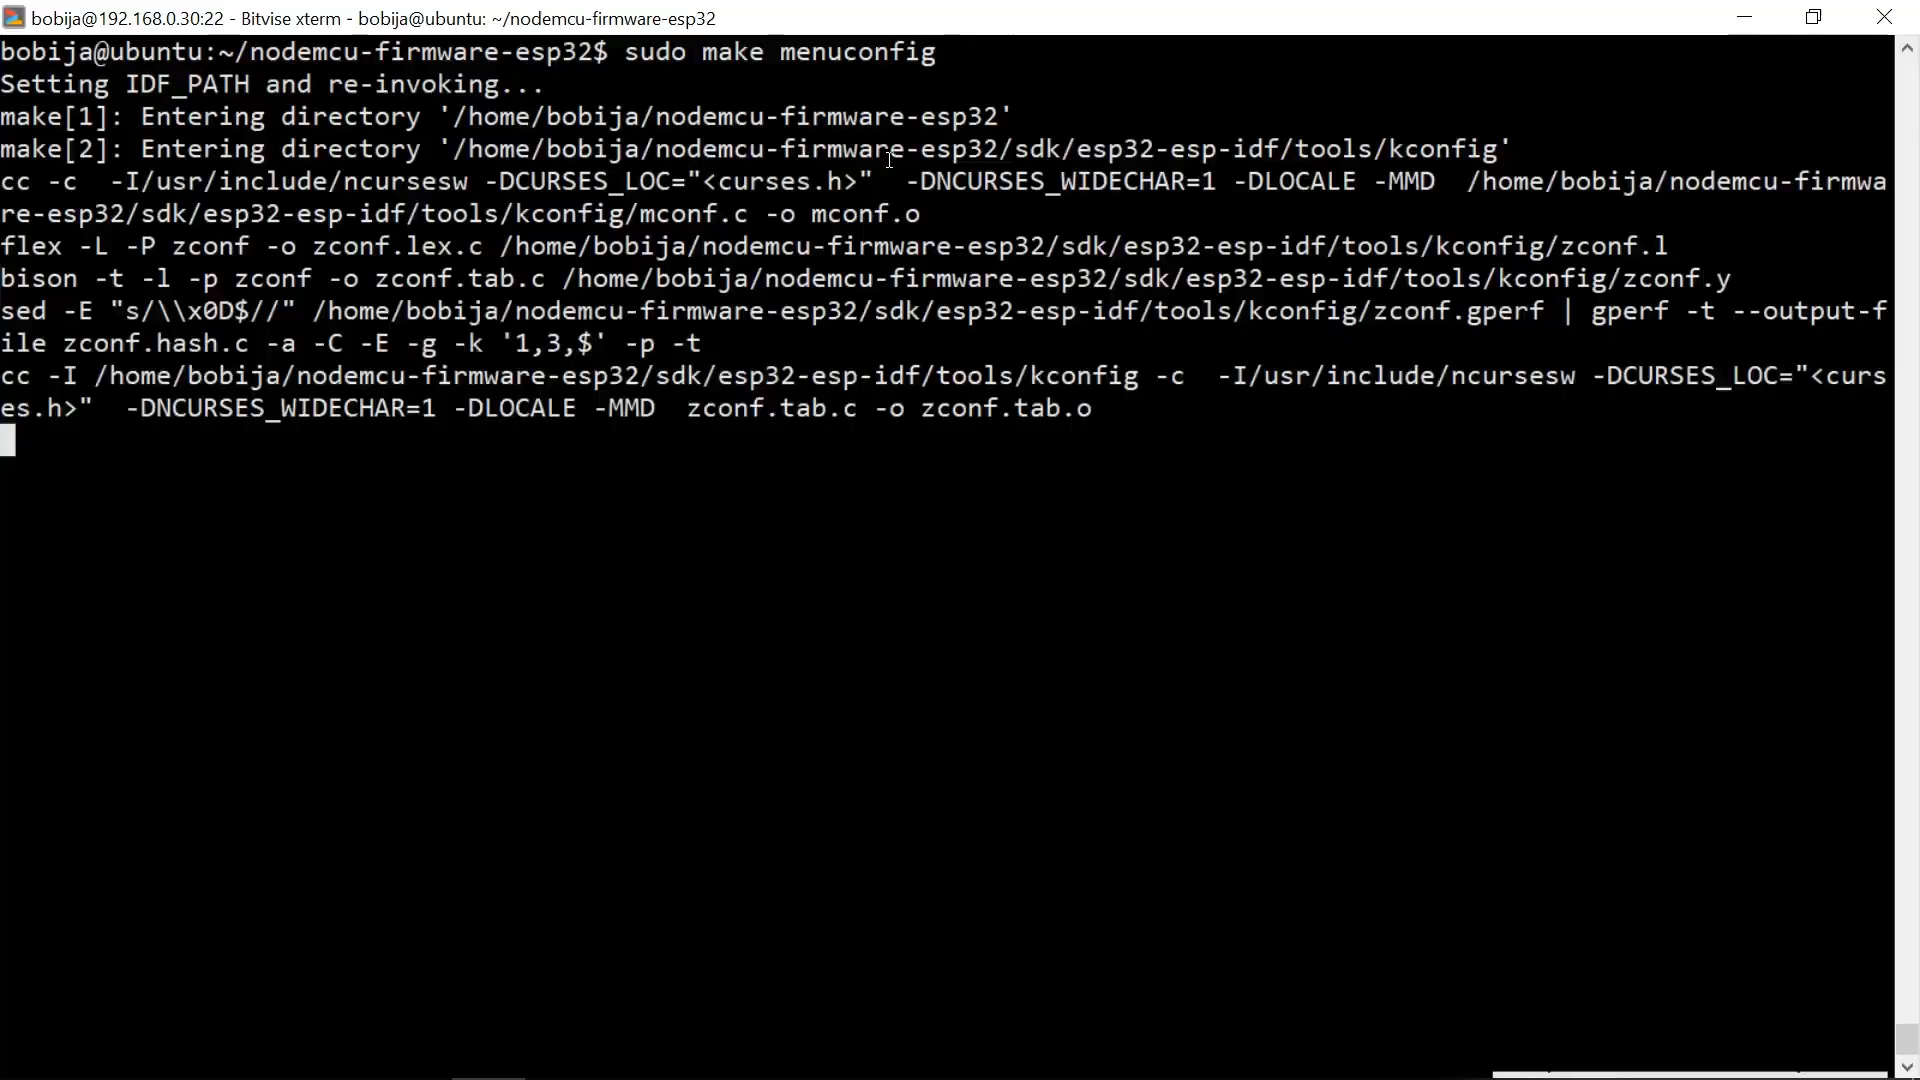 bobija@192.168.0.30:22 - Bitvise xterm - bobija@ubuntu: ~/nodemcu-firmware-esp32
bobija@ubuntu:~/nodemcu-firmware-esp32$ sudo make menuconfig
Setting IDF_PATH and re-invoking...
make[1]: Entering directory '/home/bobija/nodemcu-firmware-esp32'
make[2]: Entering directory '/home/bobija/nodemcu-firmware-esp32/sdk/esp32-esp-idf/tools/kconfig'
cc -c  -I/usr/include/ncursesw -DCURSES_LOC="<curses.h>"  -DNCURSES_WIDECHAR=1 -DLOCALE -MMD  /home/bobija/nodemcu-firmwa
re-esp32/sdk/esp32-esp-idf/tools/kconfig/mconf.c -o mconf.o
flex -L -P zconf -o zconf.lex.c /home/bobija/nodemcu-firmware-esp32/sdk/esp32-esp-idf/tools/kconfig/zconf.l
bison -t -l -p zconf -o zconf.tab.c /home/bobija/nodemcu-firmware-esp32/sdk/esp32-esp-idf/tools/kconfig/zconf.y
sed -E "s/\\x0D$//" /home/bobija/nodemcu-firmware-esp32/sdk/esp32-esp-idf/tools/kconfig/zconf.gperf | gperf -t --output-f
ile zconf.hash.c -a -C -E -g -k '1,3,$' -p -t
cc -I /home/bobija/nodemcu-firmware-esp32/sdk/esp32-esp-idf/tools/kconfig -c  -I/usr/include/ncursesw -DCURSES_LOC="<curs
es.h>"  -DNCURSES_WIDECHAR=1 -DLOCALE -MMD  zconf.tab.c -o zconf.tab.o